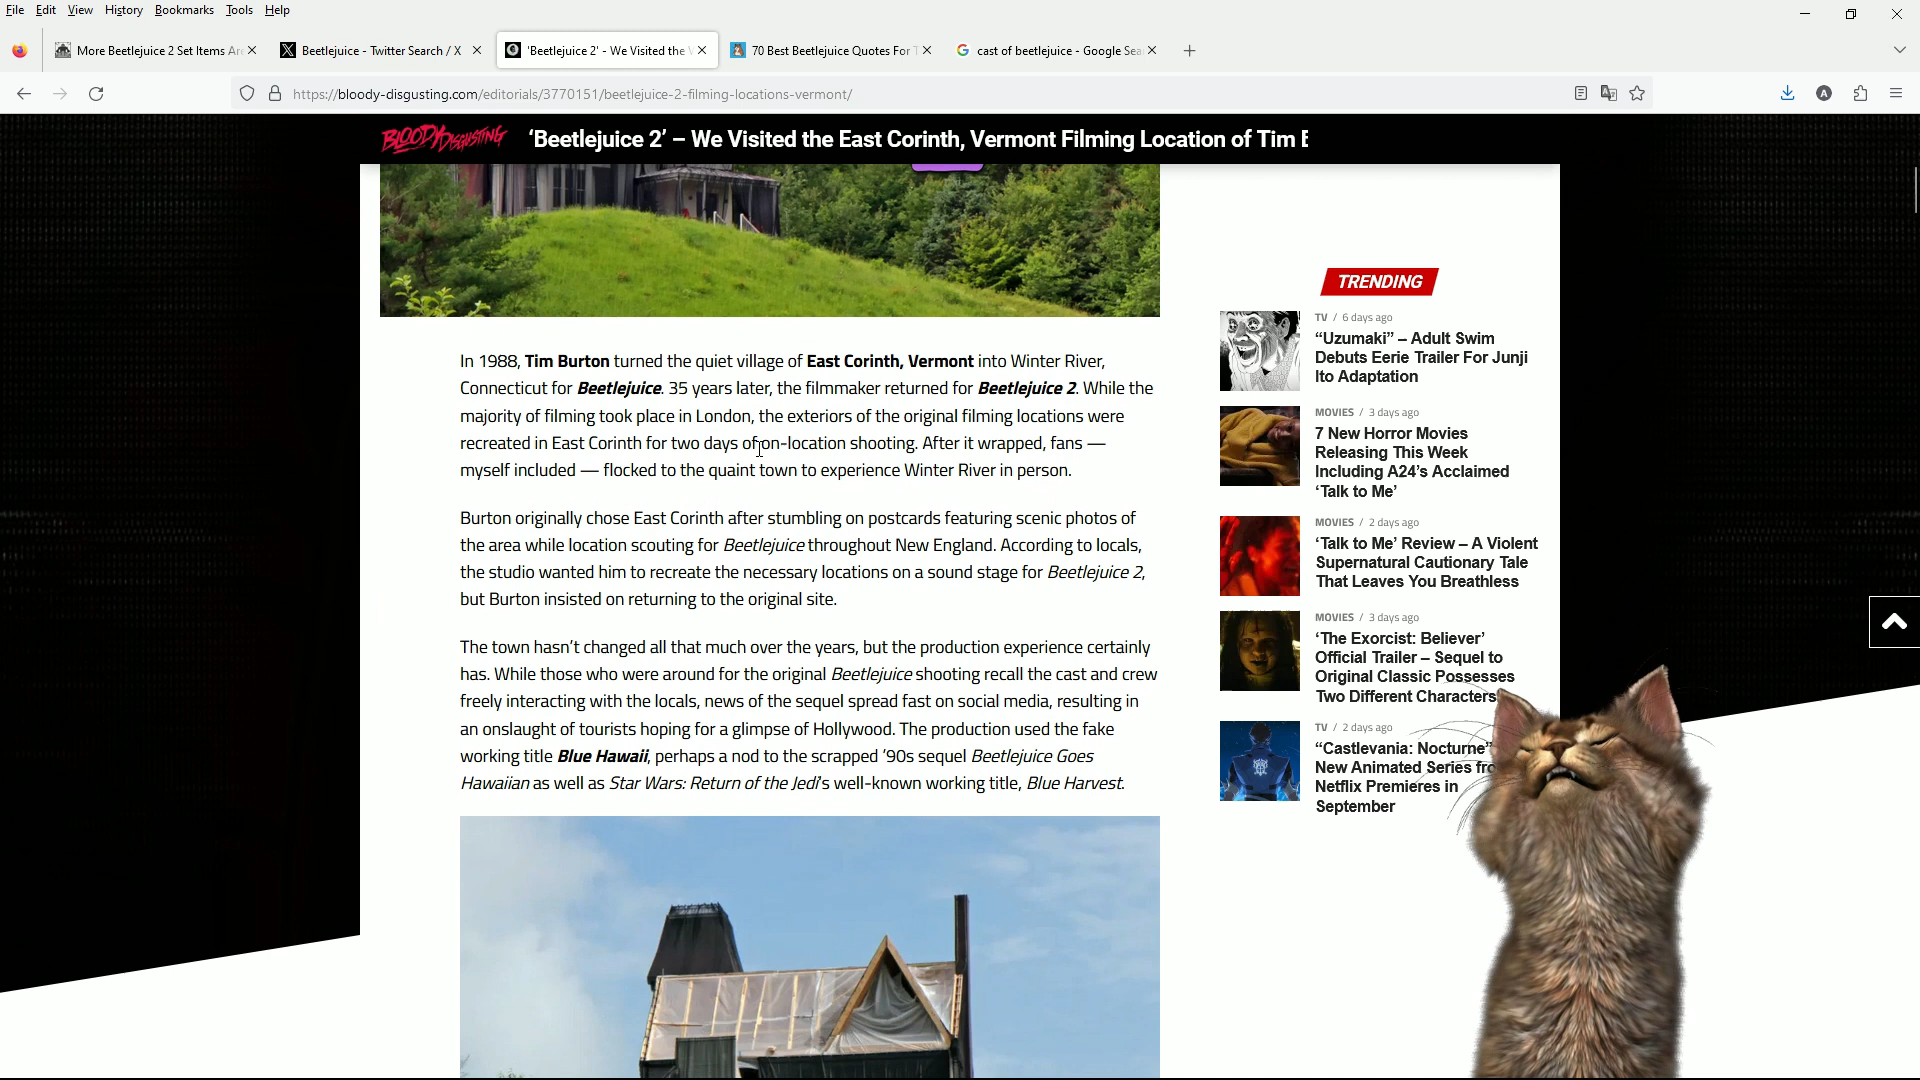 File Edit View History Bookmarks Tools Help
More Beetlejuice 2 Set Items Ar
Beetlejuice - Twitter Search / X
'Beetlejuice 2' - We Visited the
70 Best Beetlejuice Quotes For
cast of beetlejuice - Google Sea
https://bloody-disgusting.com/editorials/3770151/beetlejuice-2-filming-locations-vermont/
A
BLOODY DISGUSTING
‘Beetlejuice 2’ – We Visited the East Corinth, Vermont Filming Location of Tim
In 1988, Tim Burton turned the quiet village of East Corinth, Vermont into Winter River,
Connecticut for Beetlejuice. 35 years later, the filmmaker returned for Beetlejuice 2. While the
majority of filming took place in London, the exteriors of the original filming locations were
recreated in East Corinth for two days of on-location shooting. After it wrapped, fans —
myself included — flocked to the quaint town to experience Winter River in person.
Burton originally chose East Corinth after stumbling on postcards featuring scenic photos of
the area while location scouting for Beetlejuice throughout New England. According to locals,
the studio wanted him to recreate the necessary locations on a sound stage for Beetlejuice 2,
but Burton insisted on returning to the original site.
The town hasn’t changed all that much over the years, but the production experience certainly
has. While those who were around for the original Beetlejuice shooting recall the cast and crew
freely interacting with the locals, news of the sequel spread fast on social media, resulting in
an onslaught of tourists hoping for a glimpse of Hollywood. The production used the fake
working title Blue Hawaii, perhaps a nod to the scrapped ’90s sequel Beetlejuice Goes
Hawaiian as well as Star Wars: Return of the Jedi’s well-known working title, Blue Harvest.
TRENDING
TV / 6 days ago
“Uzumaki” – Adult Swim
Debuts Eerie Trailer For Junji
Ito Adaptation
MOVIES / 3 days ago
7 New Horror Movies
Releasing This Week
Including A24’s Acclaimed
‘Talk to Me’
MOVIES / 2 days ago
‘Talk to Me’ Review – A Violent
Supernatural Cautionary Tale
That Leaves You Breathless
MOVIES / 3 days ago
‘The Exorcist: Believer’
Official Trailer – Sequel to
Original Classic Possesses
Two Different Characters
TV / 2 days ago
“Castlevania: Nocturne”
New Animated Series fro
Netflix Premieres in
September